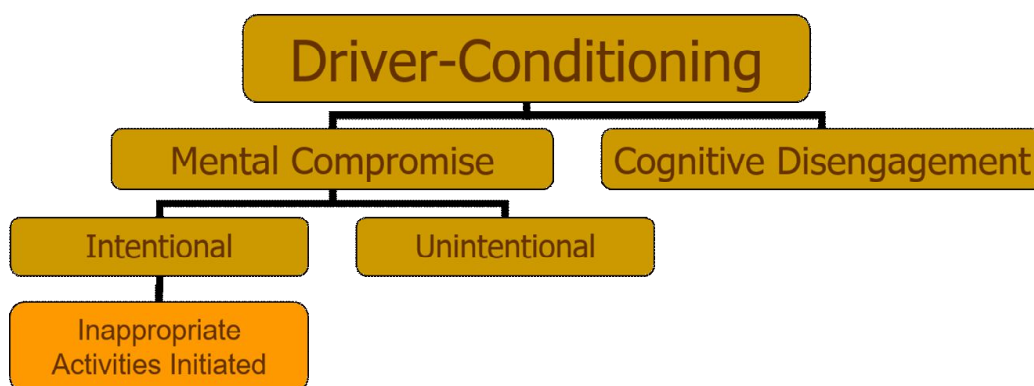 Driver-Conditioning
Mental Compromise
Cognitive Disengagement
Intentional
Unintentional
Inappropriate
Activities Initiated